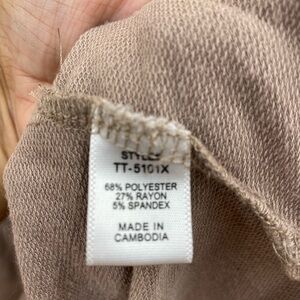 STYLE#
TT-5101X
68% POLYESTER
27% RAYON
5% SPANDEX
MADE IN
CAMBODIA